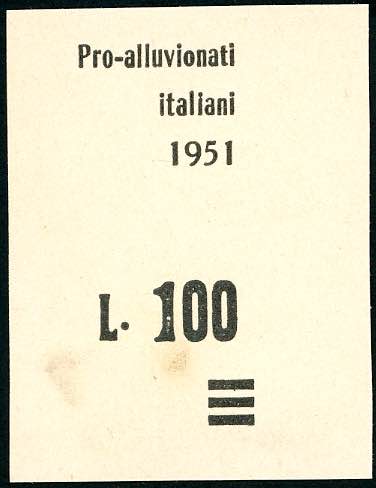 Pro-alluvionati
italiani
1951
L. 100